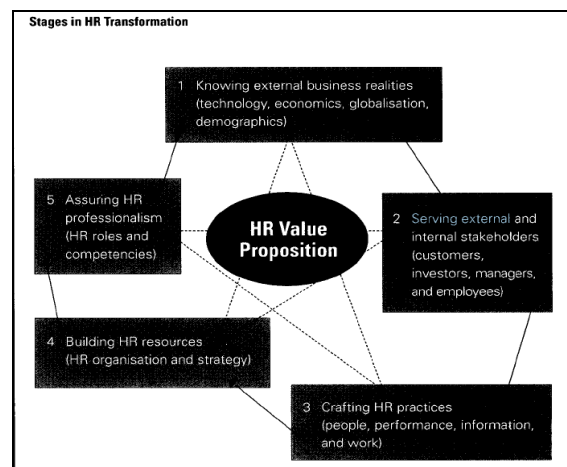 Stages in HR Transformation
1 Knowing external business realities
(technology, economics, globalisation,
demographics)
5 Assuring HR
professionalism
(HR roles and
competencies)
HR Value
Proposition
2 Serving external and
internal stakeholders
(customers,
investors, managers,
and employees)
4 Building HR resources
(HR organisation and strategy)
3 Crafting HR practices
(people, performance, information,
and work)